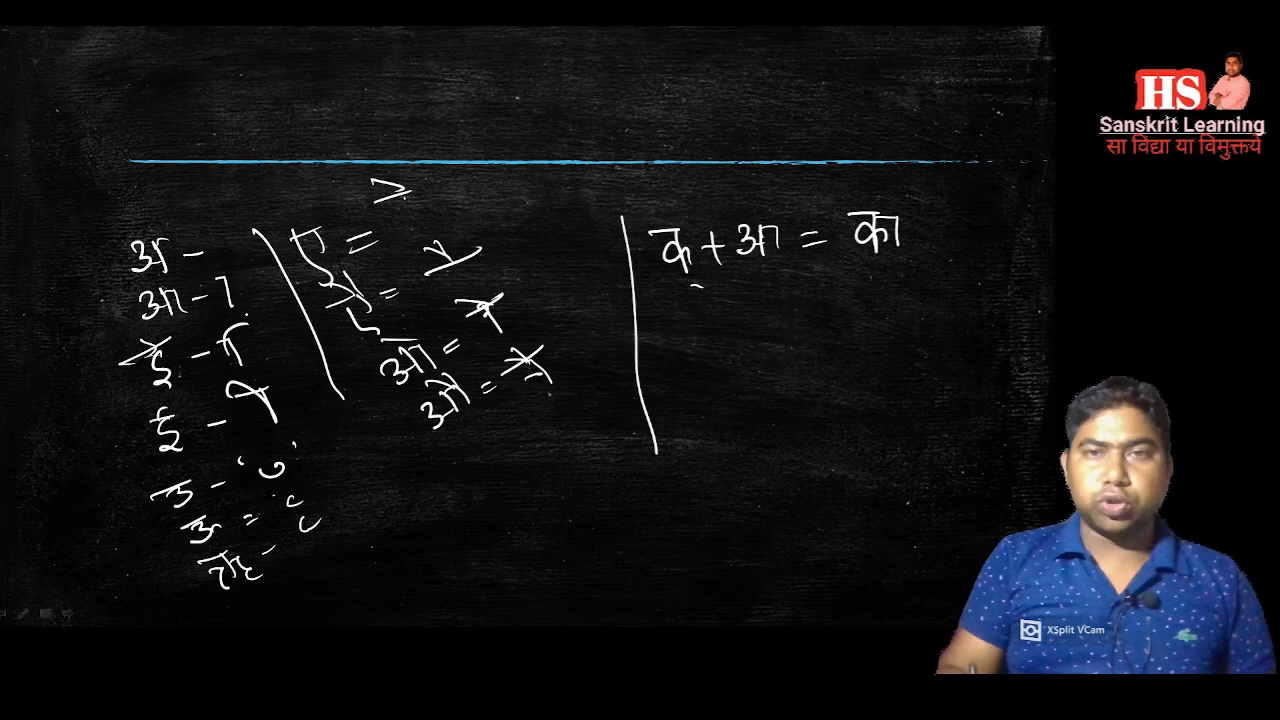 HS
Sanskrit Learning
सा विद्या या विमुक्तये
अ -
आ - ा
इ - ि
ई - ी
उ - ु
ऊ = ू
ऋ - ृ
ए = े
ऐ = ै
ओ = ो
औ = ौ
क + आ = का
XSplit VCam